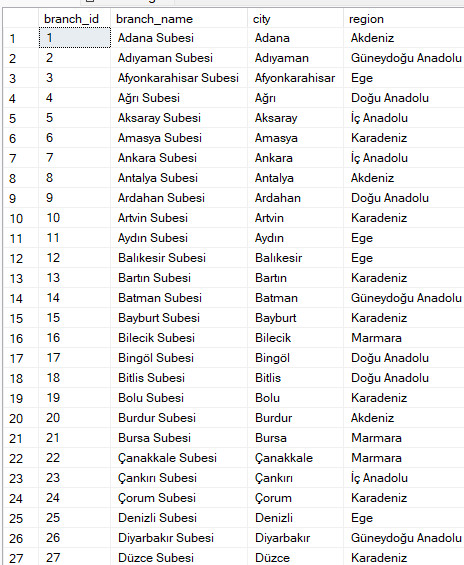 branch_id branch_name city region
1 1 Adana Subesi Adana Akdeniz
2 2 Adıyaman Subesi Adıyaman Güneydoğu Anadolu
3 3 Afyonkarahisar Subesi Afyonkarahisar Ege
4 4 Ağrı Subesi Ağrı Doğu Anadolu
5 5 Aksaray Subesi Aksaray İç Anadolu
6 6 Amasya Subesi Amasya Karadeniz
7 7 Ankara Subesi Ankara İç Anadolu
8 8 Antalya Subesi Antalya Akdeniz
9 9 Ardahan Subesi Ardahan Doğu Anadolu
10 10 Artvin Subesi Artvin Karadeniz
11 11 Aydın Subesi Aydın Ege
12 12 Balıkesir Subesi Balıkesir Ege
13 13 Bartın Subesi Bartın Karadeniz
14 14 Batman Subesi Batman Güneydoğu Anadolu
15 15 Bayburt Subesi Bayburt Karadeniz
16 16 Bilecik Subesi Bilecik Marmara
17 17 Bingöl Subesi Bingöl Doğu Anadolu
18 18 Bitlis Subesi Bitlis Doğu Anadolu
19 19 Bolu Subesi Bolu Karadeniz
20 20 Burdur Subesi Burdur Akdeniz
21 21 Bursa Subesi Bursa Marmara
22 22 Çanakkale Subesi Çanakkale Marmara
23 23 Çankırı Subesi Çankırı İç Anadolu
24 24 Çorum Subesi Çorum Karadeniz
25 25 Denizli Subesi Denizli Ege
26 26 Diyarbakır Subesi Diyarbakır Güneydoğu Anadolu
27 27 Düzce Subesi Düzce Karadeniz